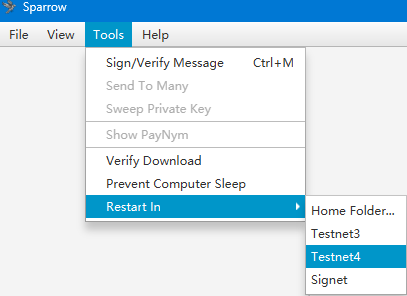 Sparrow
File View Tools Help
Sign/Verify Message Ctrl+M
Send To Many
Sweep Private Key
Show PayNym
Verify Download
Prevent Computer Sleep
Restart In
Home Folder...
Testnet3
Testnet4
Signet